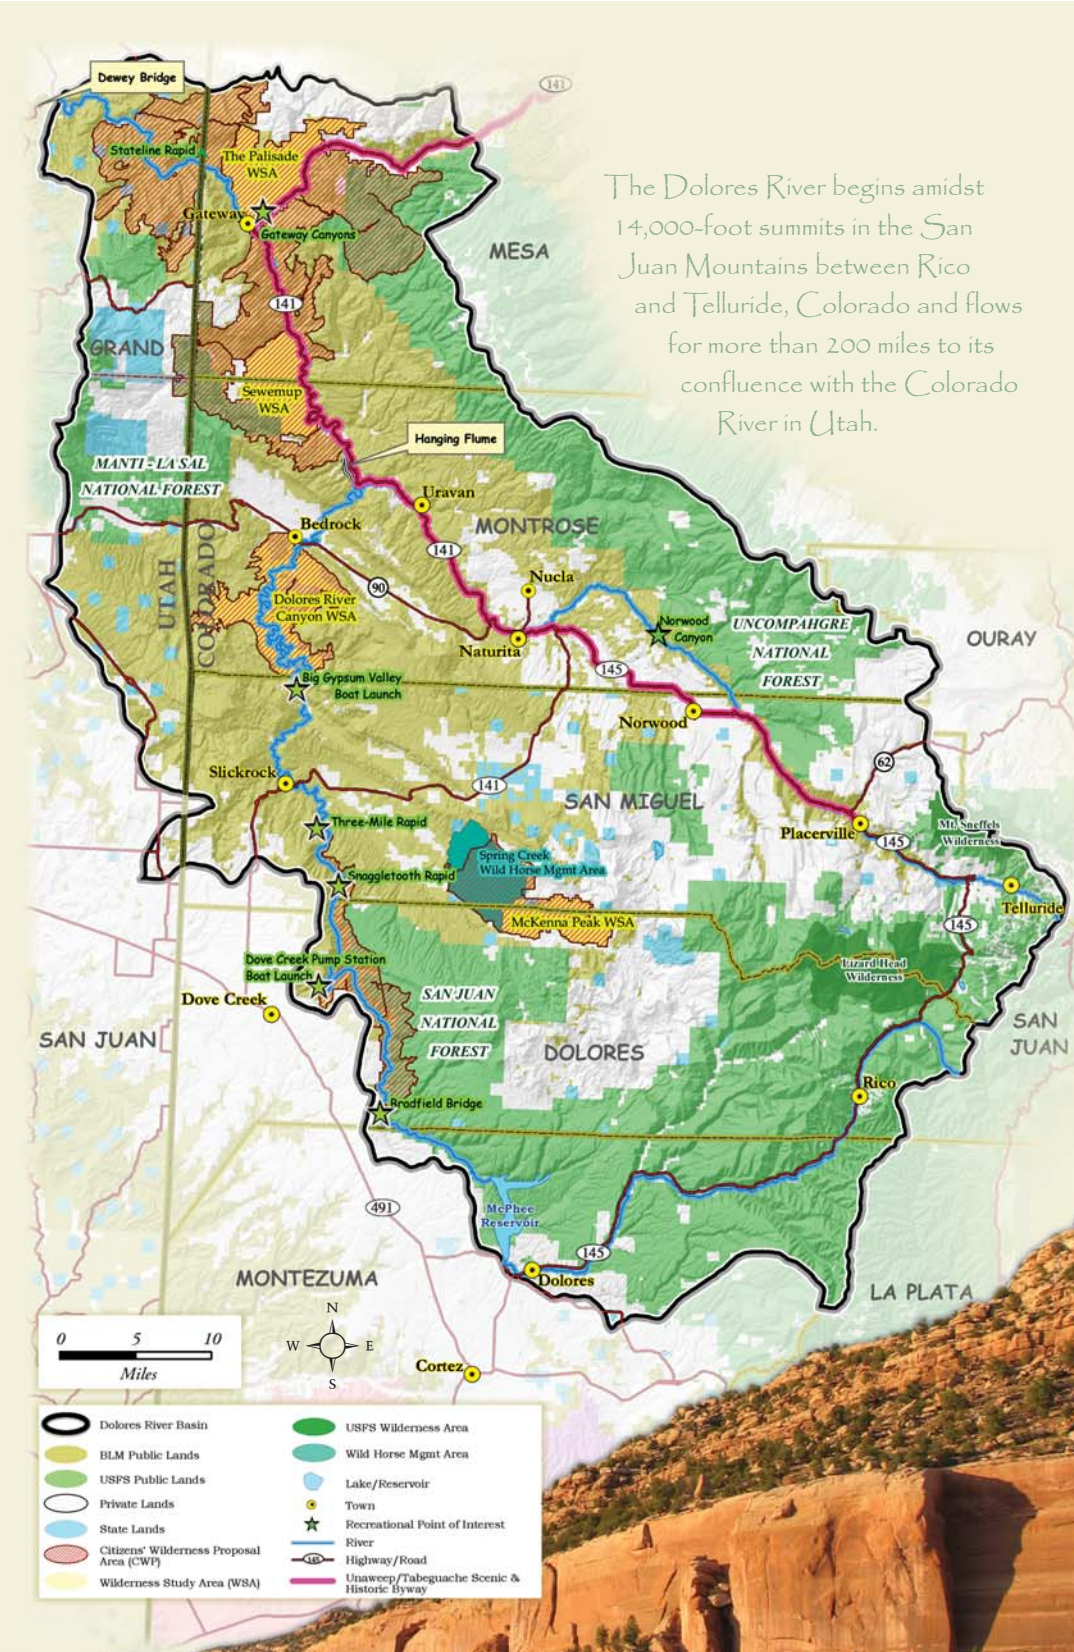 141
Dewey Bridge
Stateline Rapid
The Palisade
WSA
The Dolores River begins amidst
14,000-foot summits in the San
Juan Mountains between Rico
and Telluride, Colorado and flows
for more than 200 miles to its
confluence with the Colorado
River in Utah.
Gateway
Gateway Canyons
MESA
141
GRAND
Sewemup
WSA
Hanging Flume
MANTI-LA SAL
NATIONAL FOREST
Uravan
Bedrock
MONTROSE
141
UTAH
COLORADO
90
Nucla
Dolores River
Canyon WSA
Norwood
Canyon
UNCOMPAHGRE
NATIONAL
FOREST
OURAY
Naturita
145
Big Gypsum Valley
Boat Launch
Norwood
62
Slickrock
141
SAN MIGUEL
Three-Mile Rapid
Placerville
145
Mt. Sneffels
Wilderness
Spring Creek
Wild Horse Mgmt Area
Snaggletooth Rapid
Telluride
McKenna Peak WSA
145
Dove Creek Pump Station
Boat Launch
Lizard Head
Wilderness
Dove Creek
SAN JUAN
NATIONAL
FOREST
SAN JUAN
DOLORES
SAN
JUAN
Rico
Bradfield Bridge
491
McPhee
Reservoir
145
Dolores
MONTEZUMA
LA PLATA
N
W E
S
0 5 10
Miles
Cortez
Dolores River Basin
BLM Public Lands
USFS Public Lands
Private Lands
State Lands
Citizens' Wilderness Proposal
Area (CWP)
Wilderness Study Area (WSA)
USFS Wilderness Area
Wild Horse Mgmt Area
Lake/Reservoir
Town
Recreational Point of Interest
River
145
Highway/Road
Unaweep/Tabeguache Scenic &
Historic Byway